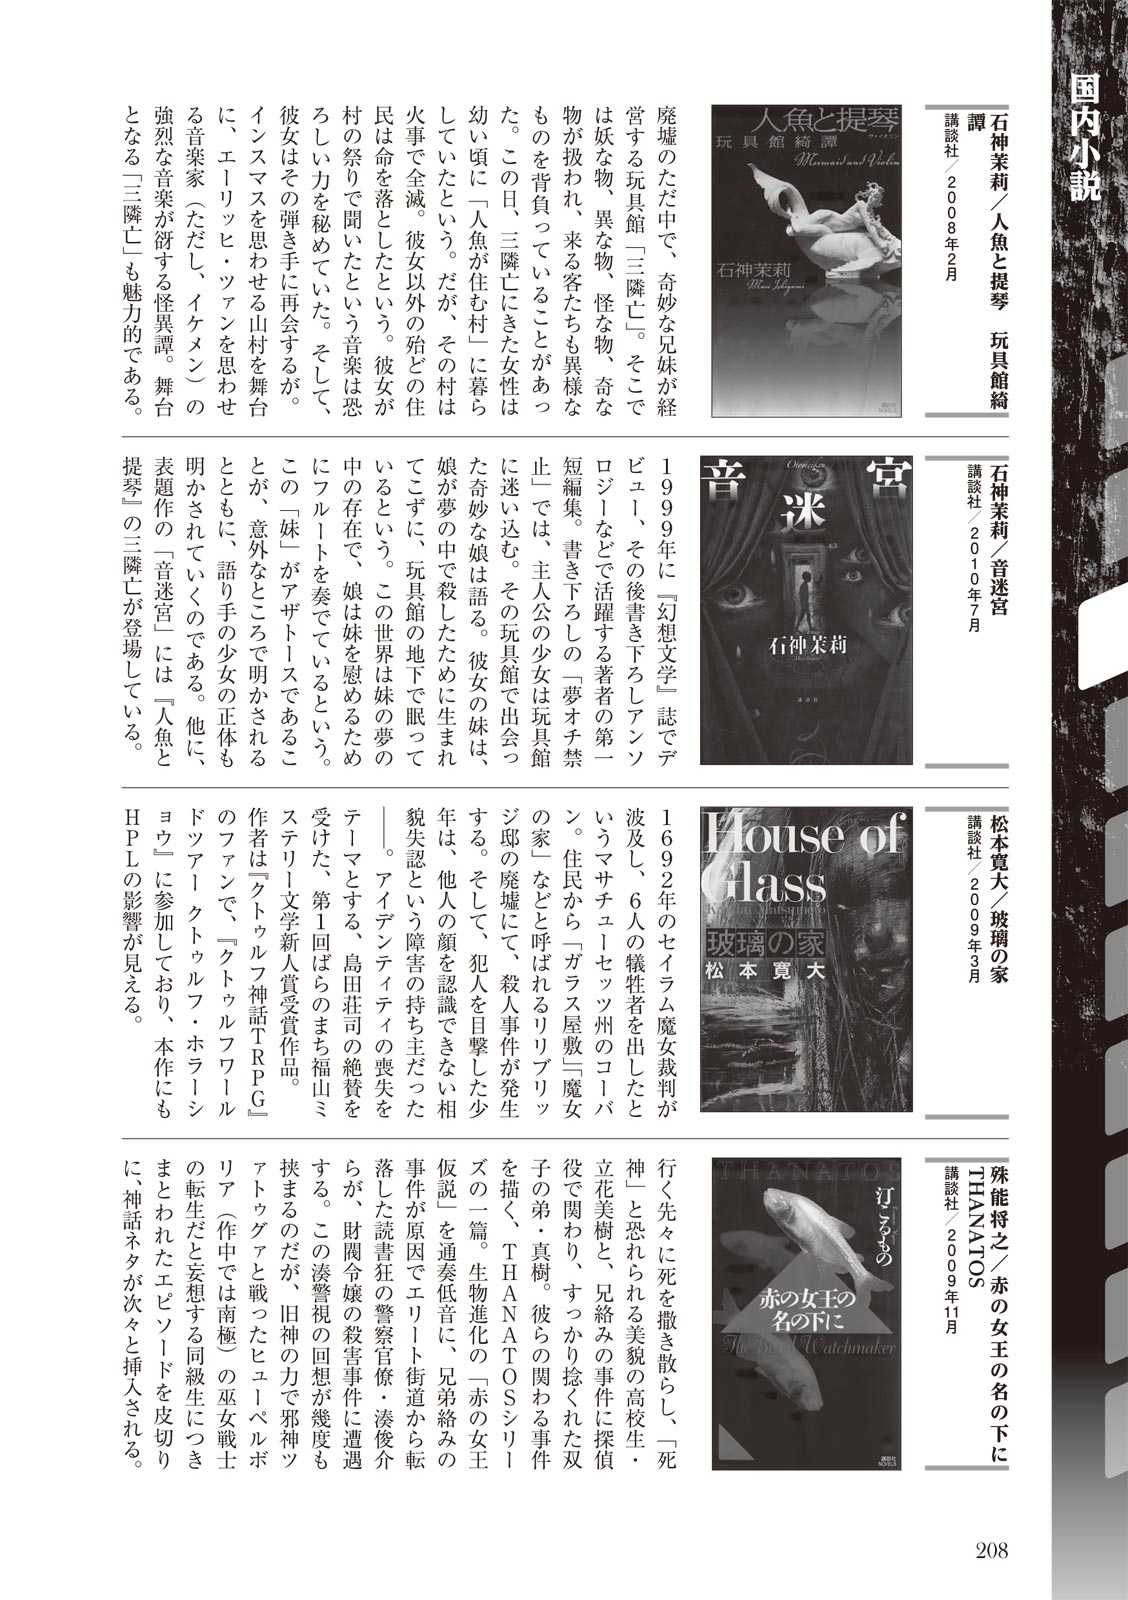 国内小説
石神茉莉／人魚と提琴　玩具館綺
譚
講談社／2008年2月
人魚と提琴
ヴァイオリン
玩具館綺譚
Mermaid and Violin
石神茉莉
Mari Ishigami
講談社
NOVELS
廃墟のただ中で、奇妙な兄妹が経
営する玩具館「三隣亡」。そこで
は妖な物、異な物、怪な物、奇な
物が扱われ、来る客たちも異様な
ものを背負っていることがあっ
た。この日、三隣亡にきた女性は
幼い頃に「人魚が住む村」に暮ら
していたという。だが、その村は
火事で全滅。彼女以外の殆どの住
民は命を落としたという。彼女が
村の祭りで聞いたという音楽は恐
ろしい力を秘めていた。そして、
彼女はその弾き手に再会するが。
インスマスを思わせる山村を舞台
に、エーリッヒ・ツァンを思わせ
る音楽家（ただし、イケメン）の
強烈な音楽が谺する怪異譚。舞台
となる「三隣亡」も魅力的である。
石神茉莉／音迷宮
講談社／2010年7月
音迷宮
石神茉莉
講談社
1999年に『幻想文学』誌でデ
ビュー、その後書き下ろしアンソ
ロジーなどで活躍する著者の第一
短編集。書き下ろしの「夢オチ禁
止」では、主人公の少女は玩具館
に迷い込む。その玩具館で出会っ
た奇妙な娘は語る。彼女の妹は、
娘が夢の中で殺したために生まれ
てこずに、玩具館の地下で眠って
いるという。この世界は妹の夢の
中の存在で、娘は妹を慰めるため
にフルートを奏でているという。
この「妹」がアザトースであるこ
とが、意外なところで明かされる
とともに、語り手の少女の正体も
明かされていくのである。他に、
表題作の「音迷宮」には『人魚と
提琴』の三隣亡が登場している。
松本寛大／玻璃の家
講談社／2009年3月
House of
Glass
玻璃の家
松本寛大
1692年のセイラム魔女裁判が
波及し、6人の犠牲者を出したと
いうマサチューセッツ州のコーバ
ン。住民から「ガラス屋敷」「魔女
の家」などと呼ばれるリリブリッ
ジ邸の廃墟にて、殺人事件が発生
する。そして、犯人を目撃した少
年は、他人の顔を認識できない相
貌失認という障害の持ち主だった
――。アイデンティティの喪失を
テーマとする、島田荘司の絶賛を
受けた、第1回ばらのまち福山ミ
ステリー文学新人賞受賞作品。
作者は『クトゥルフ神話TRPG』
のファンで、『クトゥルフワール
ドツアー クトゥルフ・ホラーシ
ョウ』に参加しており、本作にも
HPLの影響が見える。
殊能将之／赤の女王の名の下に
THANATOS
講談社／2009年11月
THANATOS
汀こるもの
赤の女王の
名の下に
The Blind Watchmaker
講談社
NOVELS
行く先々に死を撒き散らし、「死
神」と恐れられる美貌の高校生・
立花美樹と、兄絡みの事件に探偵
役で関わり、すっかり捻くれた双
子の弟・真樹。彼らの関わる事件
を描く、THANATOSシリー
ズの一篇。生物進化の「赤の女王
仮説」を通奏低音に、兄弟絡みの
事件が原因でエリート街道から転
落した読書狂の警察官僚・湊俊介
らが、財閥令嬢の殺害事件に遭遇
する。この湊警視の回想が幾度も
挟まるのだが、旧神の力で邪神ツ
ァトゥグァと戦ったヒューペルボ
リア（作中では南極）の巫女戦士
の転生だと妄想する同級生につき
まとわれたエピソードを皮切り
に、神話ネタが次々と挿入される。
208